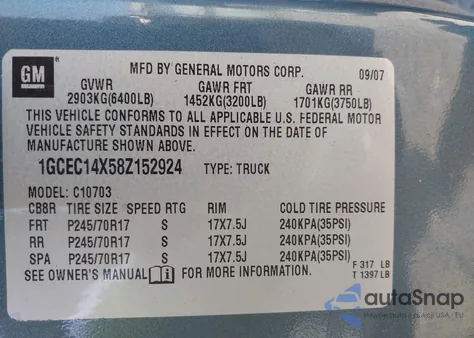 GM
MFD BY GENERAL MOTORS CORP. 09/07
GVWR GAWR FRT GAWR RR
2903KG(6400LB) 1452KG(3200LB) 1701KG(3750LB)
THIS VEHICLE CONFORMS TO ALL APPLICABLE U.S. FEDERAL MOTOR
VEHICLE SAFETY STANDARDS IN EFFECT ON THE DATE OF
MANUFACTURE SHOWN ABOVE.
1GCEC14X58Z152924 TYPE: TRUCK
MODEL: C10703
CB8R TIRE SIZE SPEED RTG RIM COLD TIRE PRESSURE
FRT P245/70R17 S 17X7.5J 240KPA(35PSI)
RR P245/70R17 S 17X7.5J 240KPA(35PSI)
SPA P245/70R17 S 17X7.5J 240KPA(35PSI)
SEE OWNER'S MANUAL FOR MORE INFORMATION. F 317 LB
T 1397 LB
autoSnap